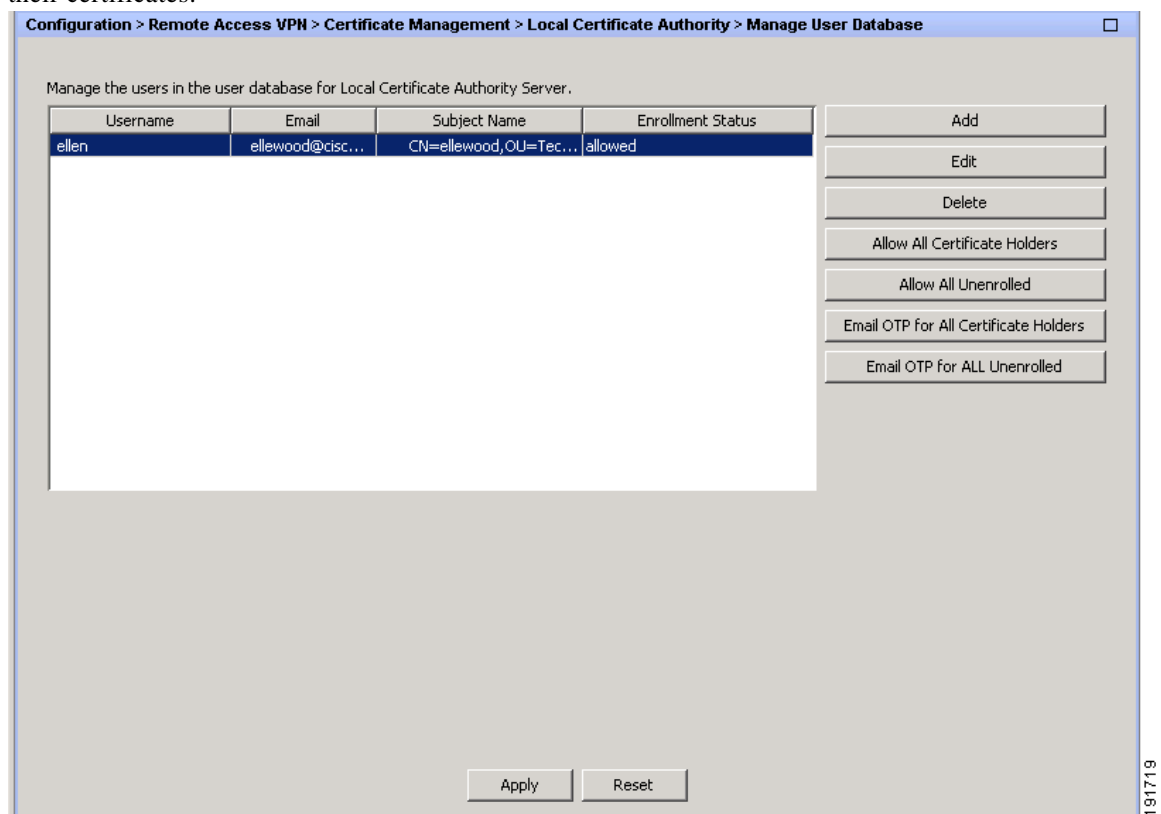 their certificates.
Configuration > Remote Access VPN > Certificate Management > Local Certificate Authority > Manage User Database
Manage the users in the user database for Local Certificate Authority Server.
Username Email Subject Name Enrollment Status
ellen ellewood@cisc... CN=ellewood,OU=Tec... allowed
Add
Edit
Delete
Allow All Certificate Holders
Allow All Unenrolled
Email OTP for All Certificate Holders
Email OTP for ALL Unenrolled
Apply Reset
191719